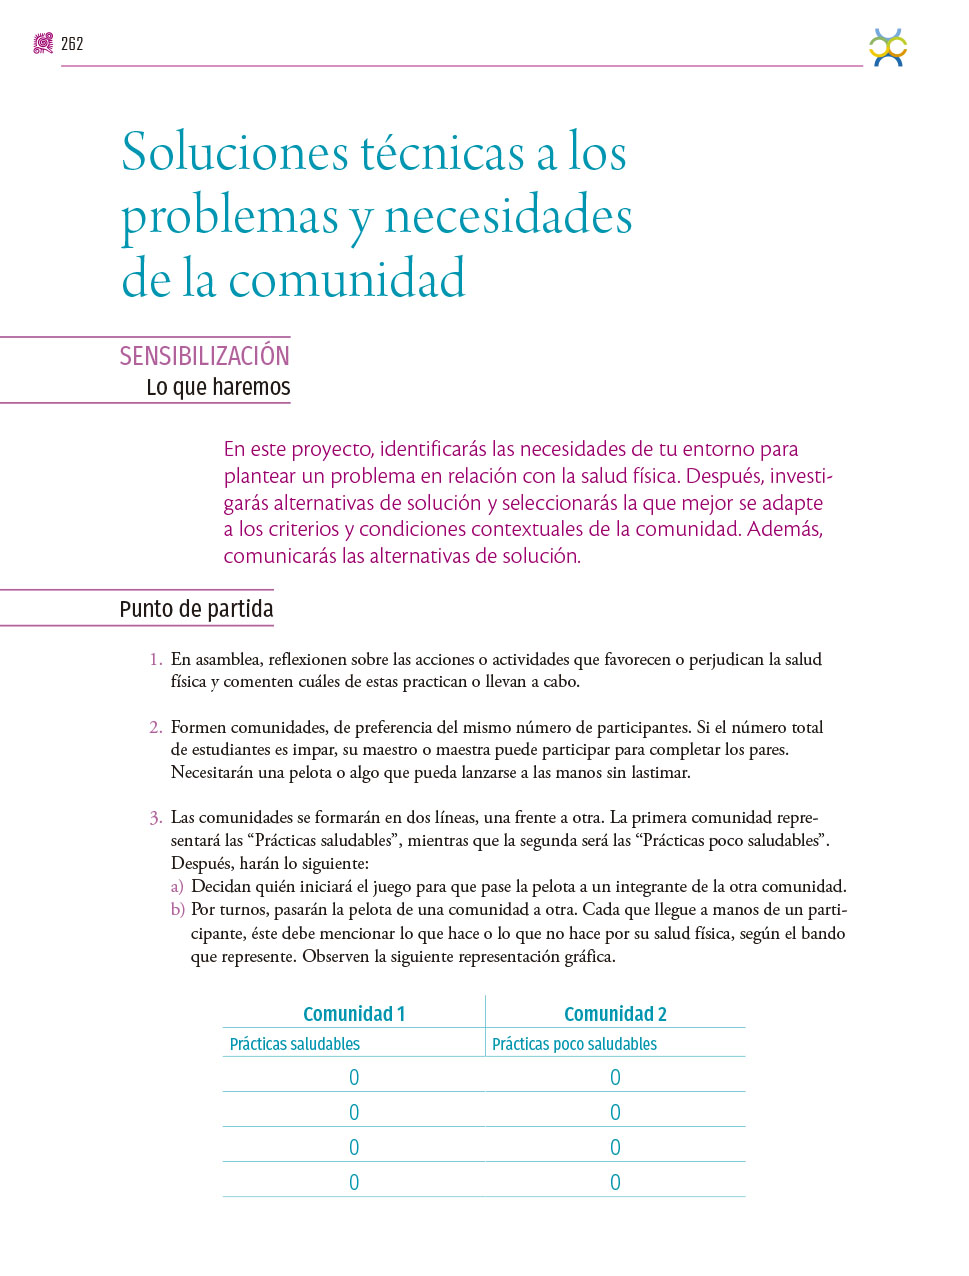 262
Soluciones técnicas a los
problemas y necesidades
de la comunidad
SENSIBILIZACIÓN
Lo que haremos
En este proyecto, identificarás las necesidades de tu entorno para
plantear un problema en relación con la salud física. Después, investi-
garás alternativas de solución y seleccionarás la que mejor se adapte
a los criterios y condiciones contextuales de la comunidad. Además,
comunicarás las alternativas de solución.
Punto de partida
1. En asamblea, reflexionen sobre las acciones o actividades que favorecen o perjudican la salud
física y comenten cuáles de estas practican o llevan a cabo.
2. Formen comunidades, de preferencia del mismo número de participantes. Si el número total
de estudiantes es impar, su maestro o maestra puede participar para completar los pares.
Necesitarán una pelota o algo que pueda lanzarse a las manos sin lastimar.
3. Las comunidades se formarán en dos líneas, una frente a otra. La primera comunidad repre-
sentará las “Prácticas saludables”, mientras que la segunda será las “Prácticas poco saludables”.
Después, harán lo siguiente:
a) Decidan quién iniciará el juego para que pase la pelota a un integrante de la otra comunidad.
b) Por turnos, pasarán la pelota de una comunidad a otra. Cada que llegue a manos de un parti-
cipante, éste debe mencionar lo que hace o lo que no hace por su salud física, según el bando
que represente. Observen la siguiente representación gráfica.
Comunidad 1 Comunidad 2
Prácticas saludables Prácticas poco saludables
0 0
0 0
0 0
0 0